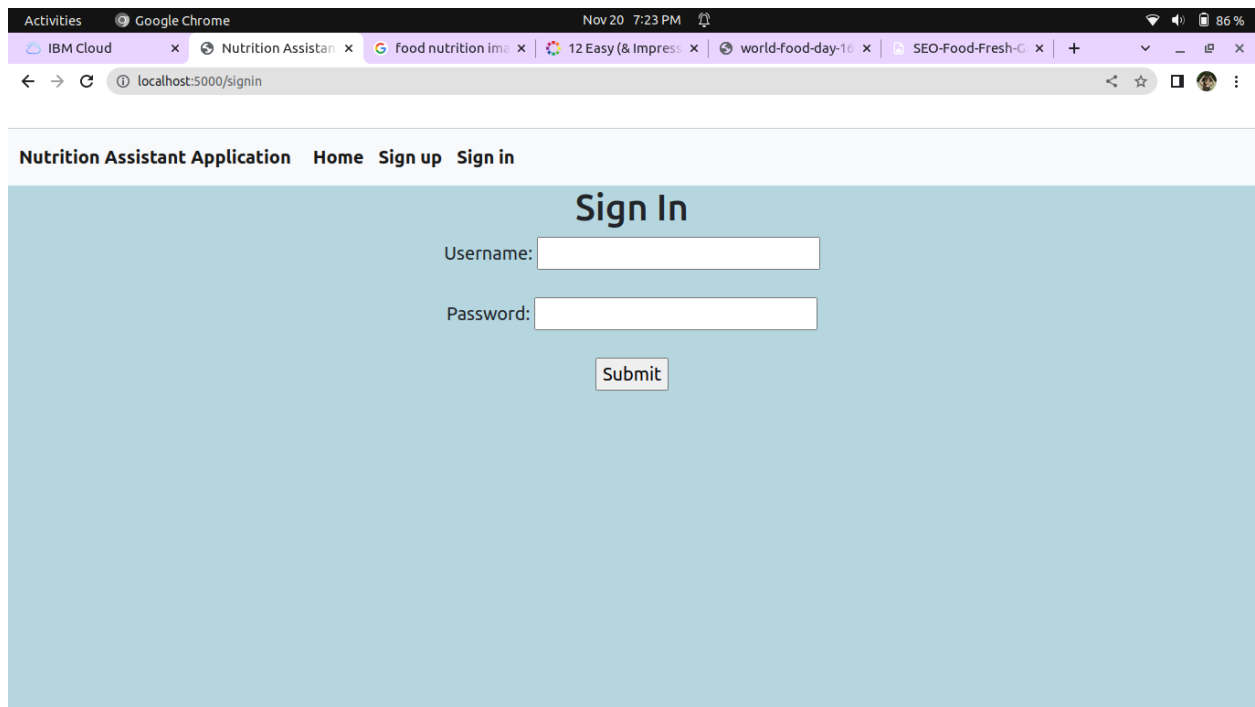 Activities Google Chrome Nov 20 7:23 PM 86 %
IBM Cloud Nutrition Assistan food nutrition ima 12 Easy (& Impress world-food-day-16 SEO-Food-Fresh-G
localhost:5000/signin
Nutrition Assistant Application Home Sign up Sign in
Sign In
Username:
Password:
Submit